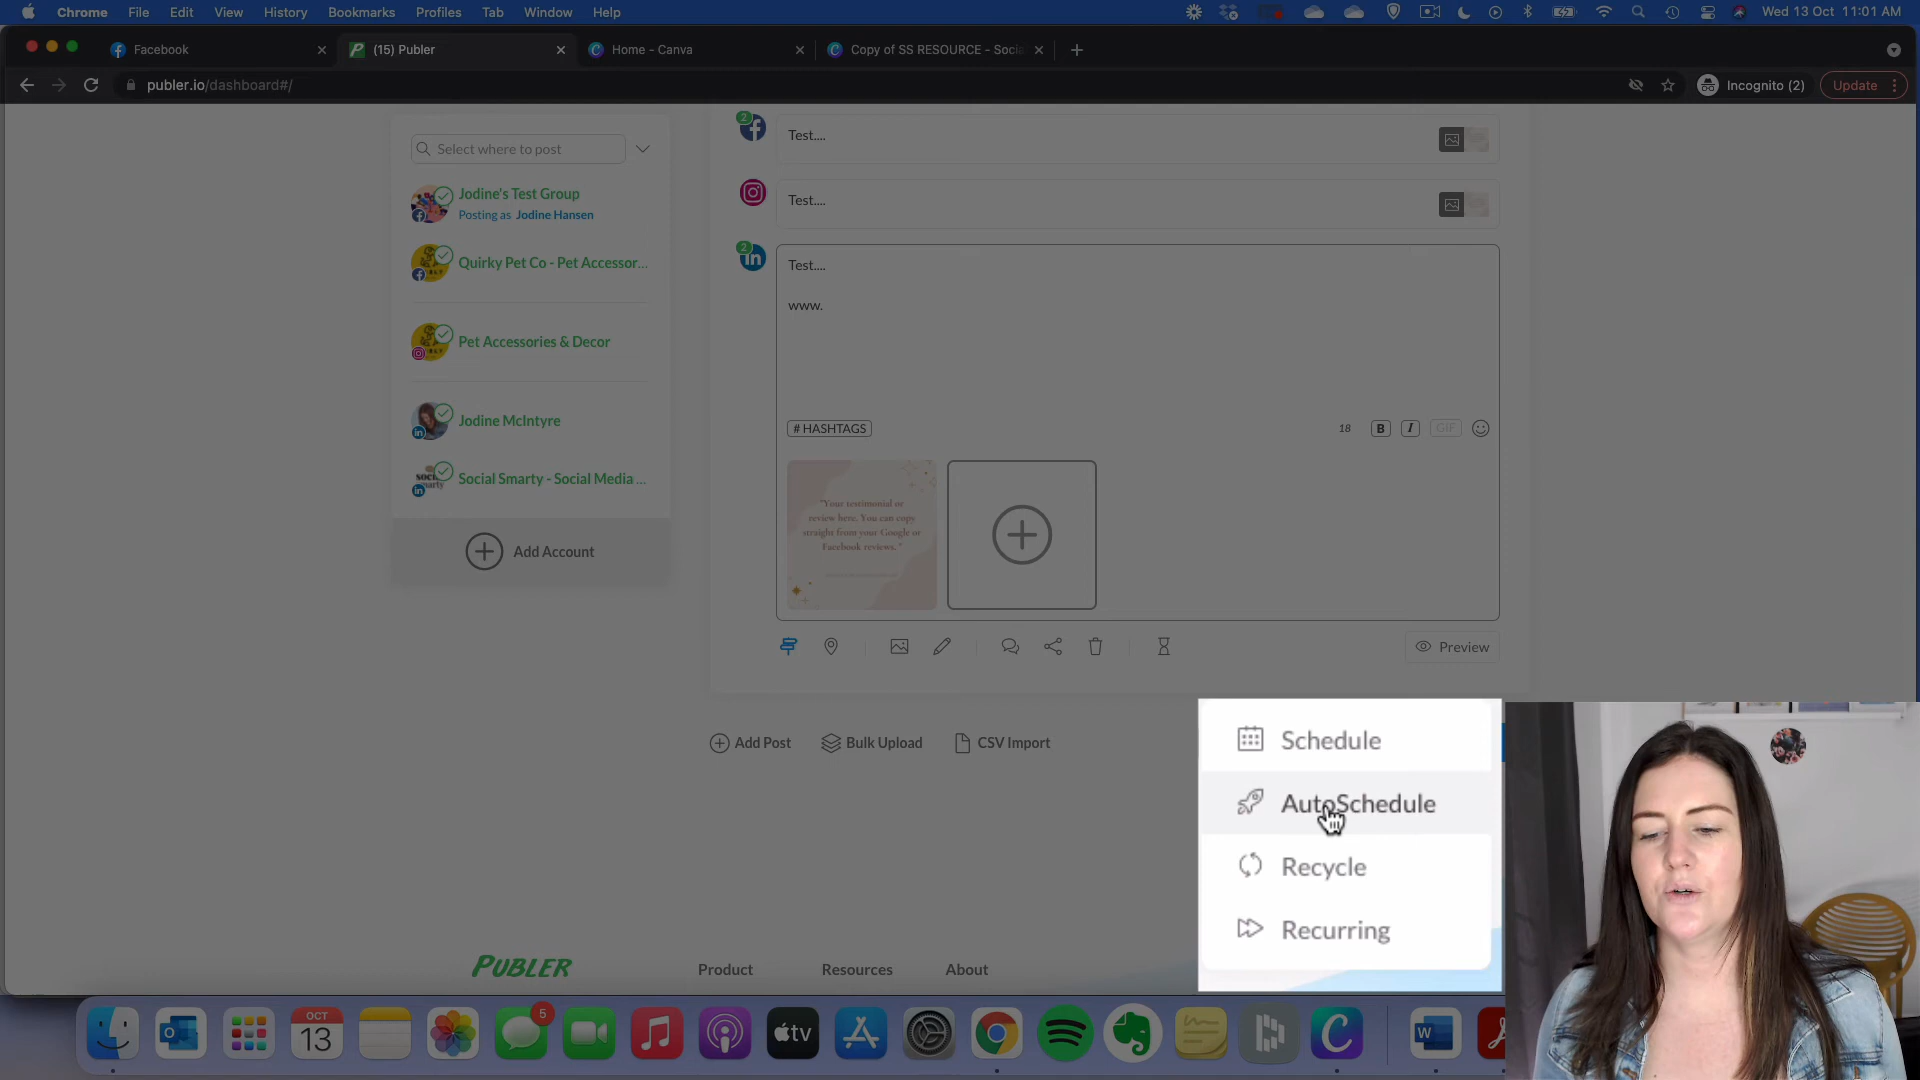 Chrome File Edit View History Bookmarks Profiles Tab Window Help
Wed 13 Oct 11:01 AM
Facebook
(15) Publer
Home - Canva
Copy of SS RESOURCE - Socia
publer.io/dashboard#/
Incognito (2)
Update
Select where to post
Jodine's Test Group
Posting as Jodine Hansen
Quirky Pet Co - Pet Accessor...
Pet Accessories & Decor
Jodine McIntyre
Social Smarty - Social Media ...
Add Account
2
Test....
Test....
2
Test....
www.
# HASHTAGS
18
B
I
GIF
"Your testimonial or
review here. You can copy
straight from your Google or
Facebook reviews. "
Preview
Add Post
Bulk Upload
CSV Import
Schedule
AutoSchedule
Recycle
Recurring
PUBLER
Product
Resources
About
OCT
13
5
tv
W